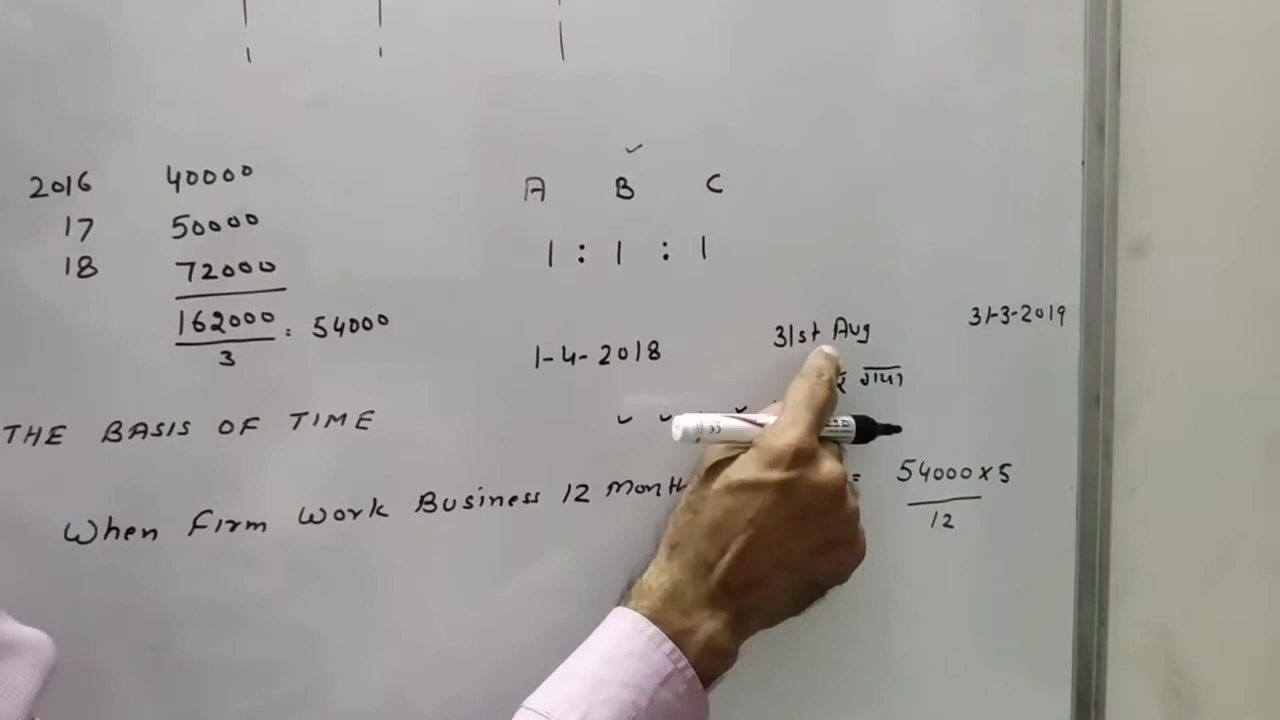 2016 40000
17 50000
18 72000
162000
3
= 54000
A B C
1 : 1 : 1
1-4-2018
31st Aug
31-3-2019
गया
THE BASIS OF TIME
When Firm Work Business 12 Month
= 54000 x 5
12